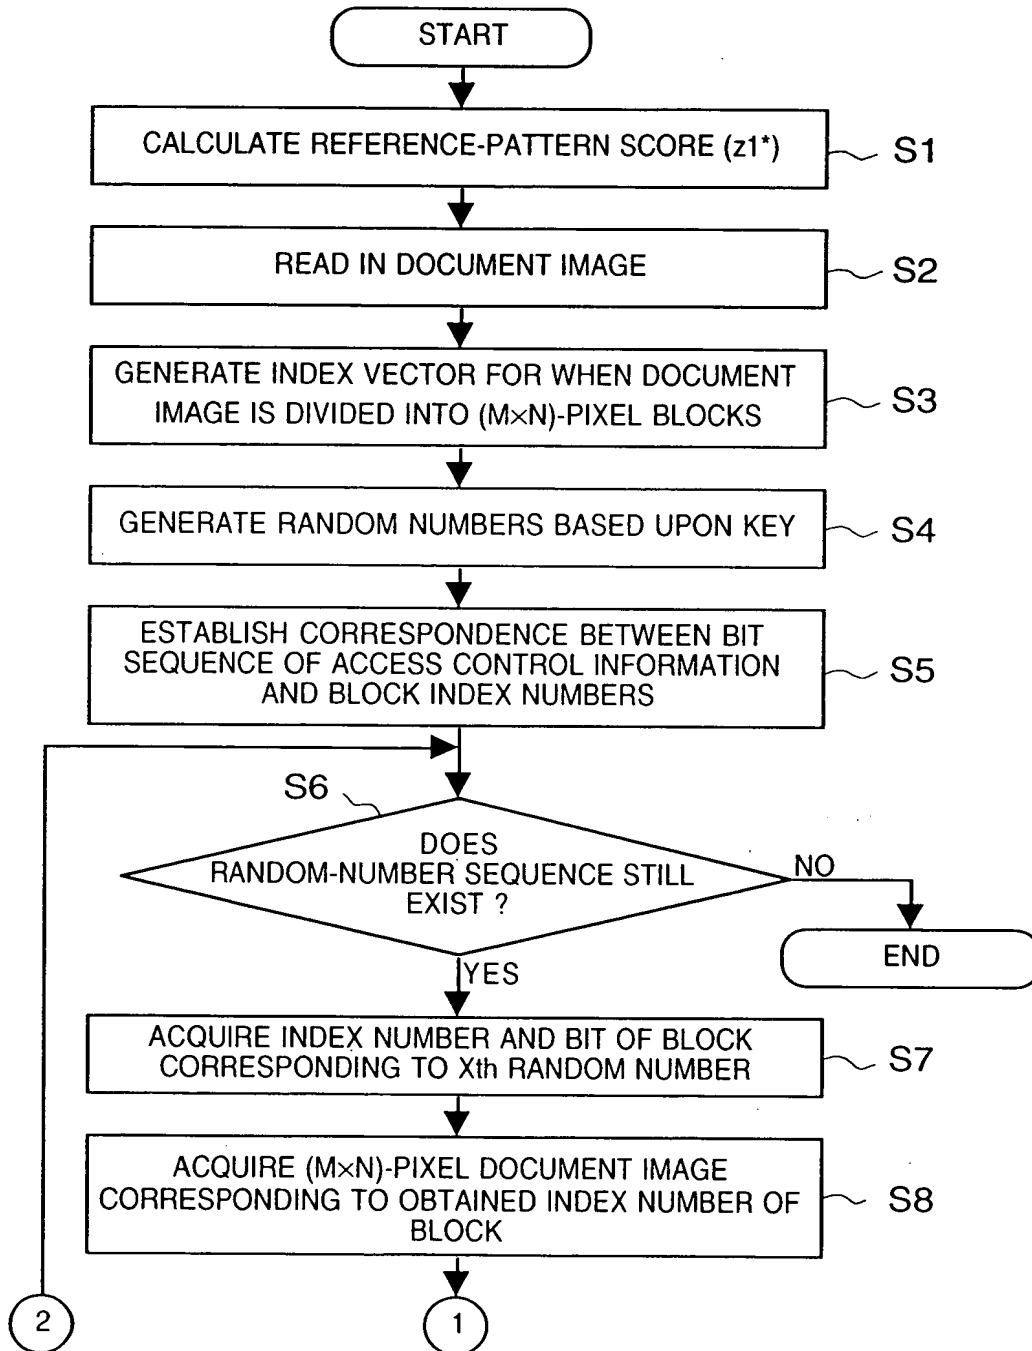 START
CALCULATE REFERENCE-PATTERN SCORE (z1*)
S1
READ IN DOCUMENT IMAGE
S2
GENERATE INDEX VECTOR FOR WHEN DOCUMENT
IMAGE IS DIVIDED INTO (M×N)-PIXEL BLOCKS
S3
GENERATE RANDOM NUMBERS BASED UPON KEY
S4
ESTABLISH CORRESPONDENCE BETWEEN BIT
SEQUENCE OF ACCESS CONTROL INFORMATION
AND BLOCK INDEX NUMBERS
S5
S6
DOES
RANDOM-NUMBER SEQUENCE STILL
EXIST ?
NO
END
YES
ACQUIRE INDEX NUMBER AND BIT OF BLOCK
CORRESPONDING TO Xth RANDOM NUMBER
S7
ACQUIRE (M×N)-PIXEL DOCUMENT IMAGE
CORRESPONDING TO OBTAINED INDEX NUMBER OF
BLOCK
S8
2
1